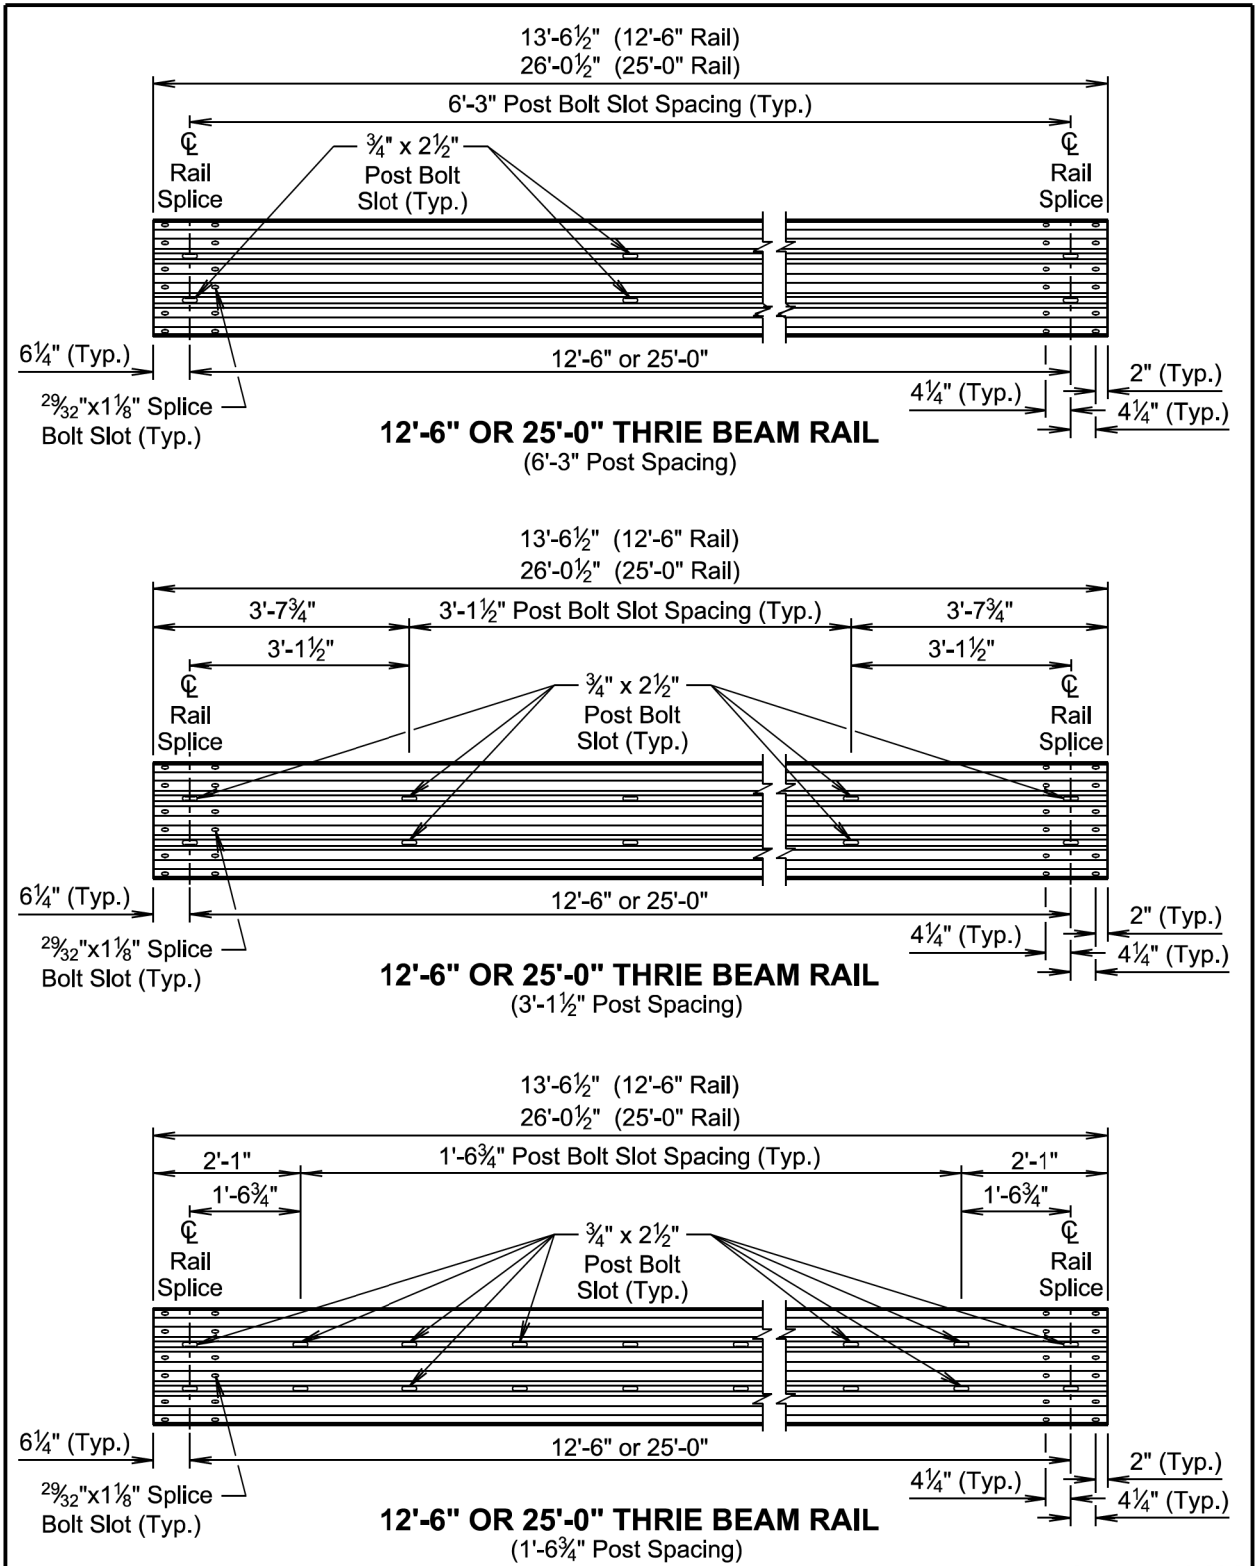 13'-6½" (12'-6" Rail)
26'-0½" (25'-0" Rail)
6'-3" Post Bolt Slot Spacing (Typ.)
℄
Rail
Splice
¾" x 2½"
Post Bolt
Slot (Typ.)
℄
Rail
Splice
6¼" (Typ.)
12'-6" or 25'-0"
2" (Typ.)
4¼" (Typ.)
4¼" (Typ.)
29⁄32"x1⅛" Splice
Bolt Slot (Typ.)
12'-6" OR 25'-0" THRIE BEAM RAIL
(6'-3" Post Spacing)
13'-6½" (12'-6" Rail)
26'-0½" (25'-0" Rail)
3'-7¾"
3'-1½" Post Bolt Slot Spacing (Typ.)
3'-7¾"
3'-1½"
3'-1½"
℄
Rail
Splice
¾" x 2½"
Post Bolt
Slot (Typ.)
℄
Rail
Splice
6¼" (Typ.)
12'-6" or 25'-0"
2" (Typ.)
4¼" (Typ.)
4¼" (Typ.)
29⁄32"x1⅛" Splice
Bolt Slot (Typ.)
12'-6" OR 25'-0" THRIE BEAM RAIL
(3'-1½" Post Spacing)
13'-6½" (12'-6" Rail)
26'-0½" (25'-0" Rail)
2'-1"
1'-6¾" Post Bolt Slot Spacing (Typ.)
2'-1"
1'-6¾"
1'-6¾"
℄
Rail
Splice
¾" x 2½"
Post Bolt
Slot (Typ.)
℄
Rail
Splice
6¼" (Typ.)
12'-6" or 25'-0"
2" (Typ.)
4¼" (Typ.)
4¼" (Typ.)
29⁄32"x1⅛" Splice
Bolt Slot (Typ.)
12'-6" OR 25'-0" THRIE BEAM RAIL
(1'-6¾" Post Spacing)